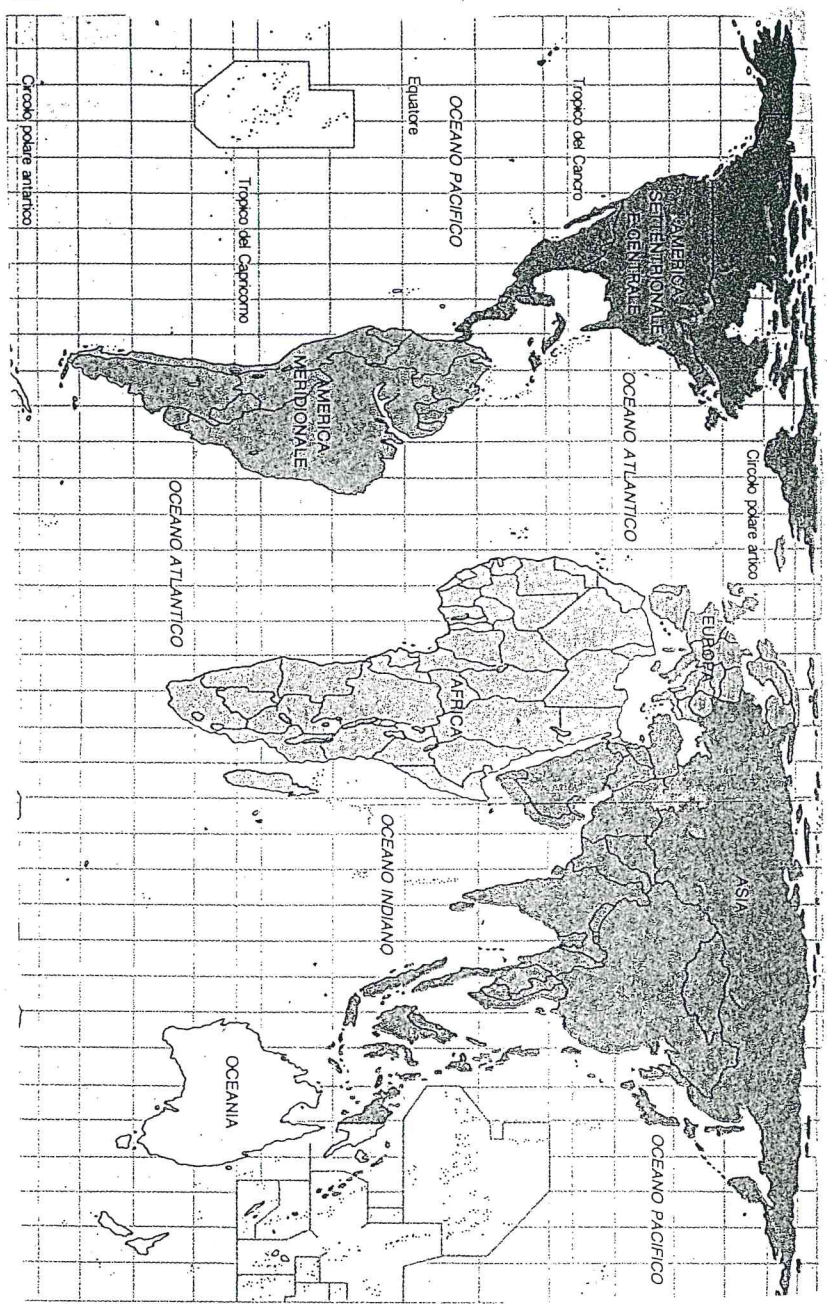 Circolo polare artico
AMERICA
SETTENTRIONALE
E CENTRALE
EUROPA
ASIA
Tropico del Cancro
OCEANO ATLANTICO
OCEANO PACIFICO
OCEANO PACIFICO
AFRICA
Equatore
AMERICA
MERIDIONALE
OCEANO INDIANO
Tropico del Capricorno
OCEANO ATLANTICO
OCEANIA
Circolo polare antartico